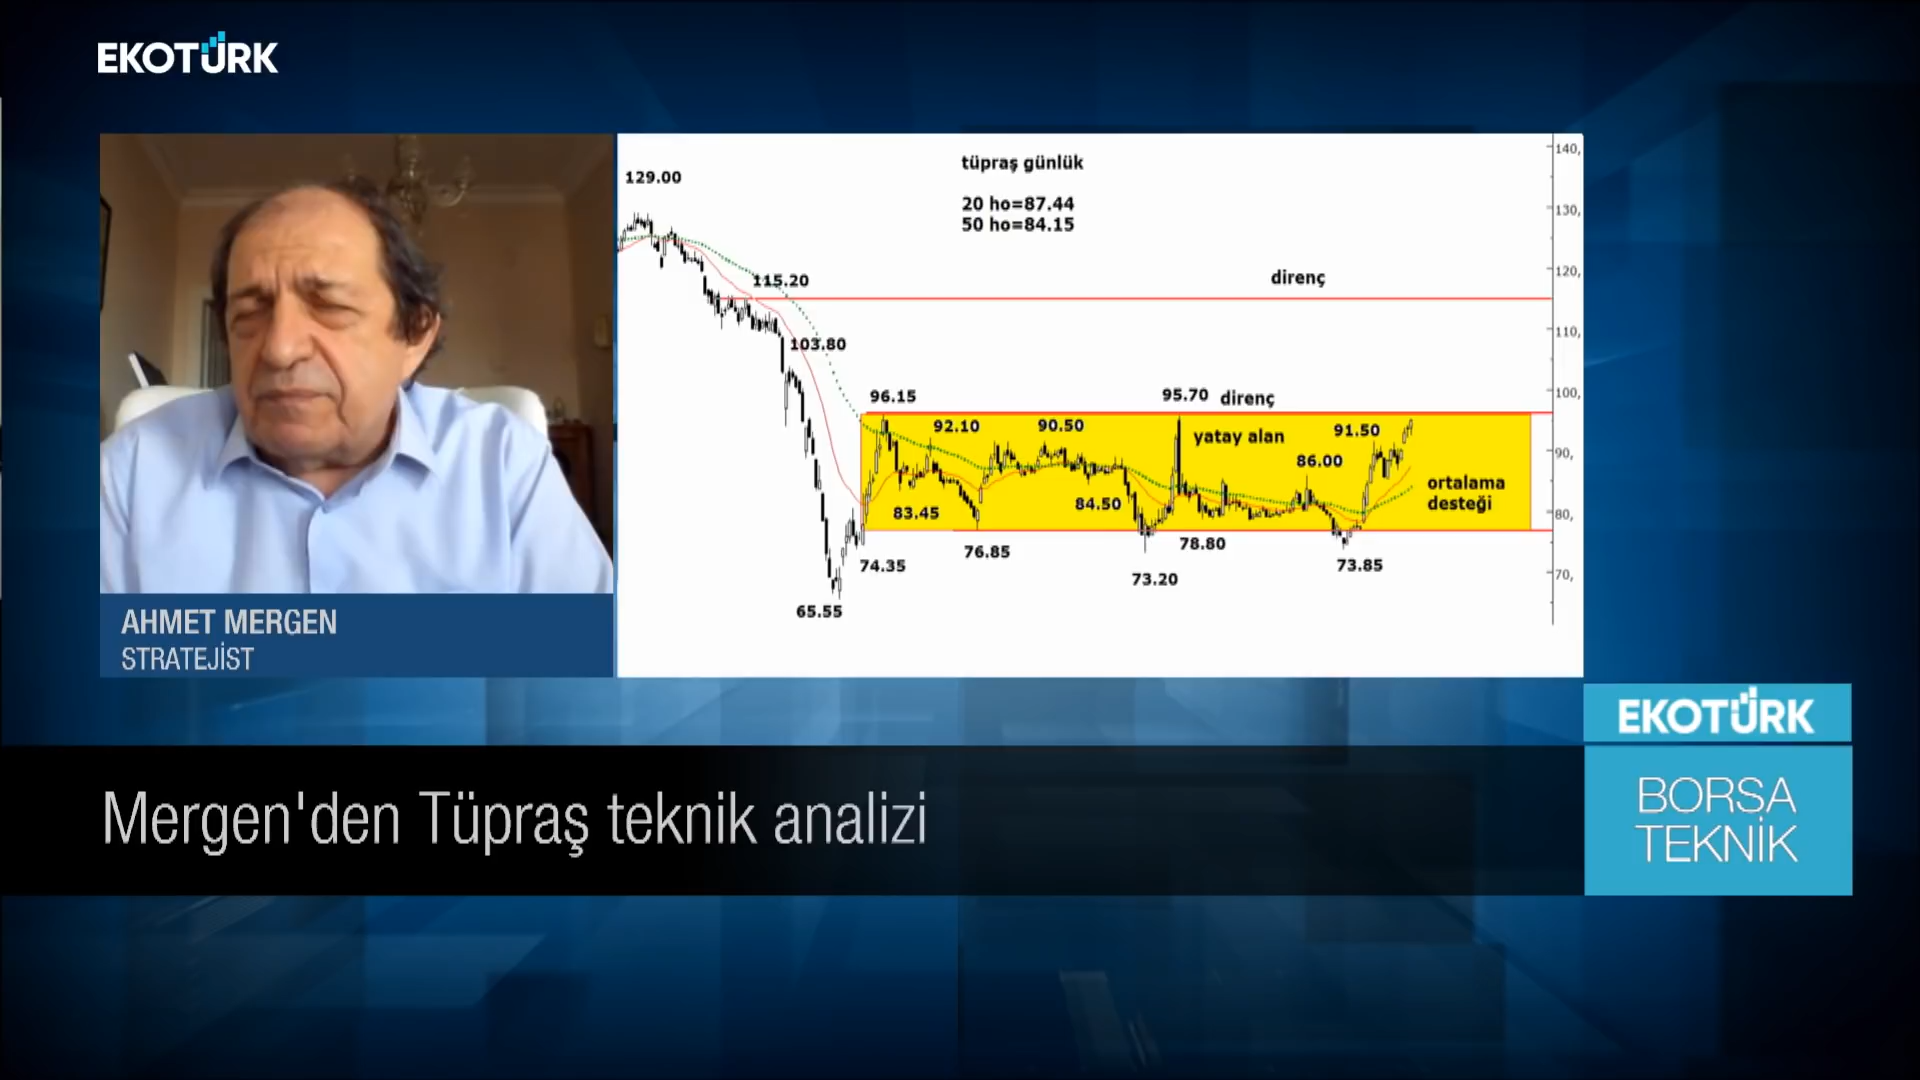 EKOTÜRK
129.00
tüpraş günlük
20 ho=87.44
50 ho=84.15
140,
130,
120,
110,
100,
90,
80,
70,
115.20
direnç
103.80
96.15
95.70
direnç
92.10
90.50
yatay alan
91.50
86.00
ortalama
desteği
83.45
84.50
74.35
76.85
78.80
73.20
73.85
65.55
AHMET MERGEN
STRATEJİST
EKOTÜRK
BORSA
TEKNİK
Mergen'den Tüpraş teknik analizi